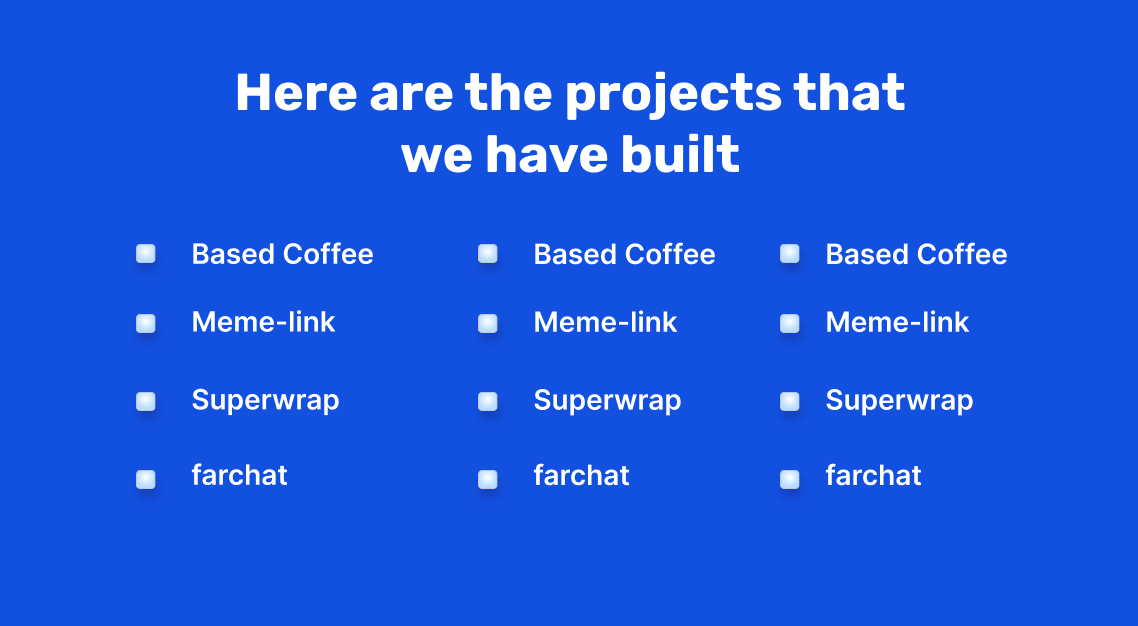 Here are the projects that
we have built
Based Coffee
Meme-link
Superwrap
farchat
Based Coffee
Meme-link
Superwrap
farchat
Based Coffee
Meme-link
Superwrap
farchat